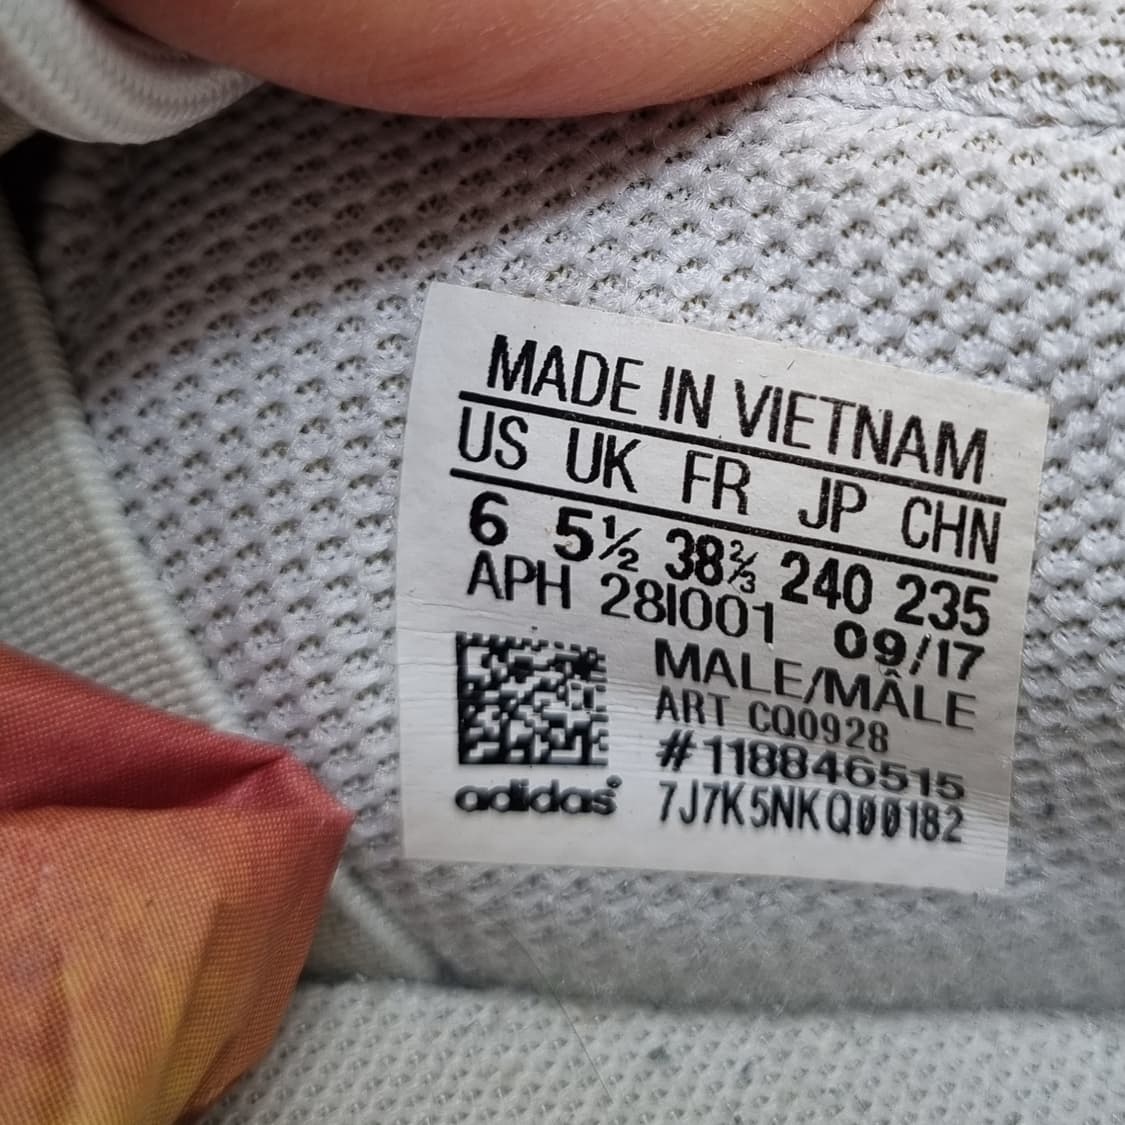 MADE IN VIETNAM
US UK FR JP CHN
6 5½ 38⅔ 240 235
APH 28I001 09/17
MALE/MÂLE
ART CQ0928
#118846515
adidas 7J7K5NKQ00182